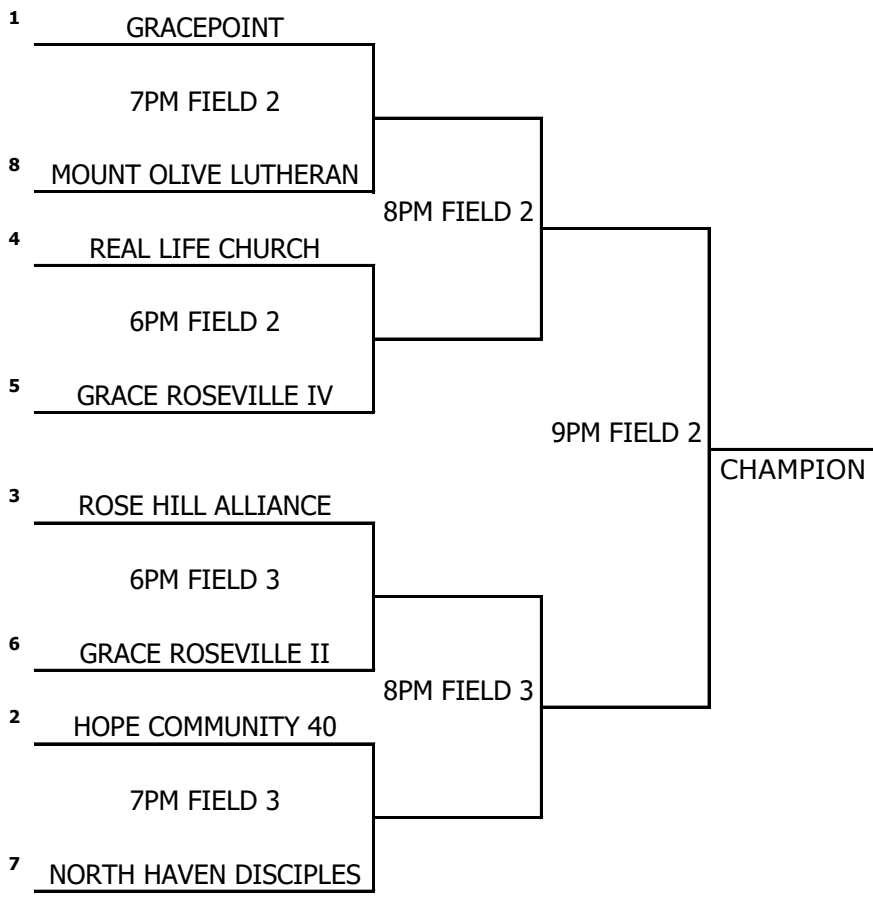 1 GRACEPOINT
7PM FIELD 2
8 MOUNT OLIVE LUTHERAN
8PM FIELD 2
4 REAL LIFE CHURCH
6PM FIELD 2
5 GRACE ROSEVILLE IV
9PM FIELD 2
CHAMPION
3 ROSE HILL ALLIANCE
6PM FIELD 3
6 GRACE ROSEVILLE II
8PM FIELD 3
2 HOPE COMMUNITY 40
7PM FIELD 3
7 NORTH HAVEN DISCIPLES